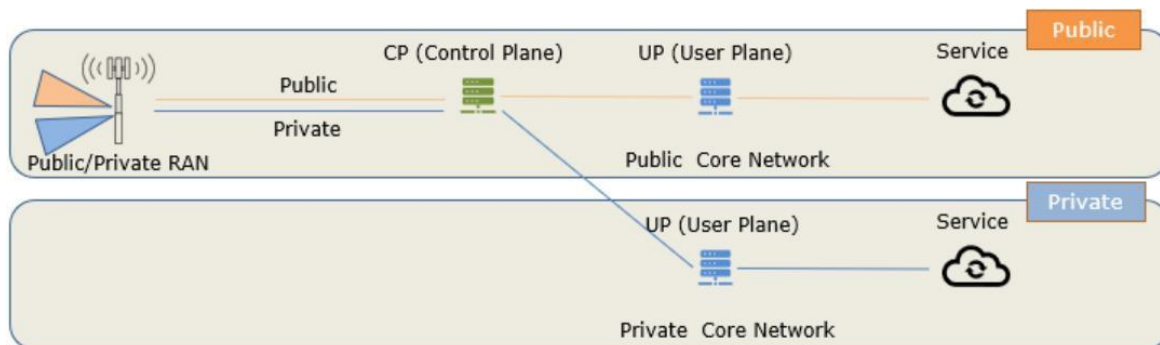 Public
CP (Control Plane)
UP (User Plane)
Service
Public
Private
Public/Private RAN
Public Core Network
Private
UP (User Plane)
Service
Private Core Network